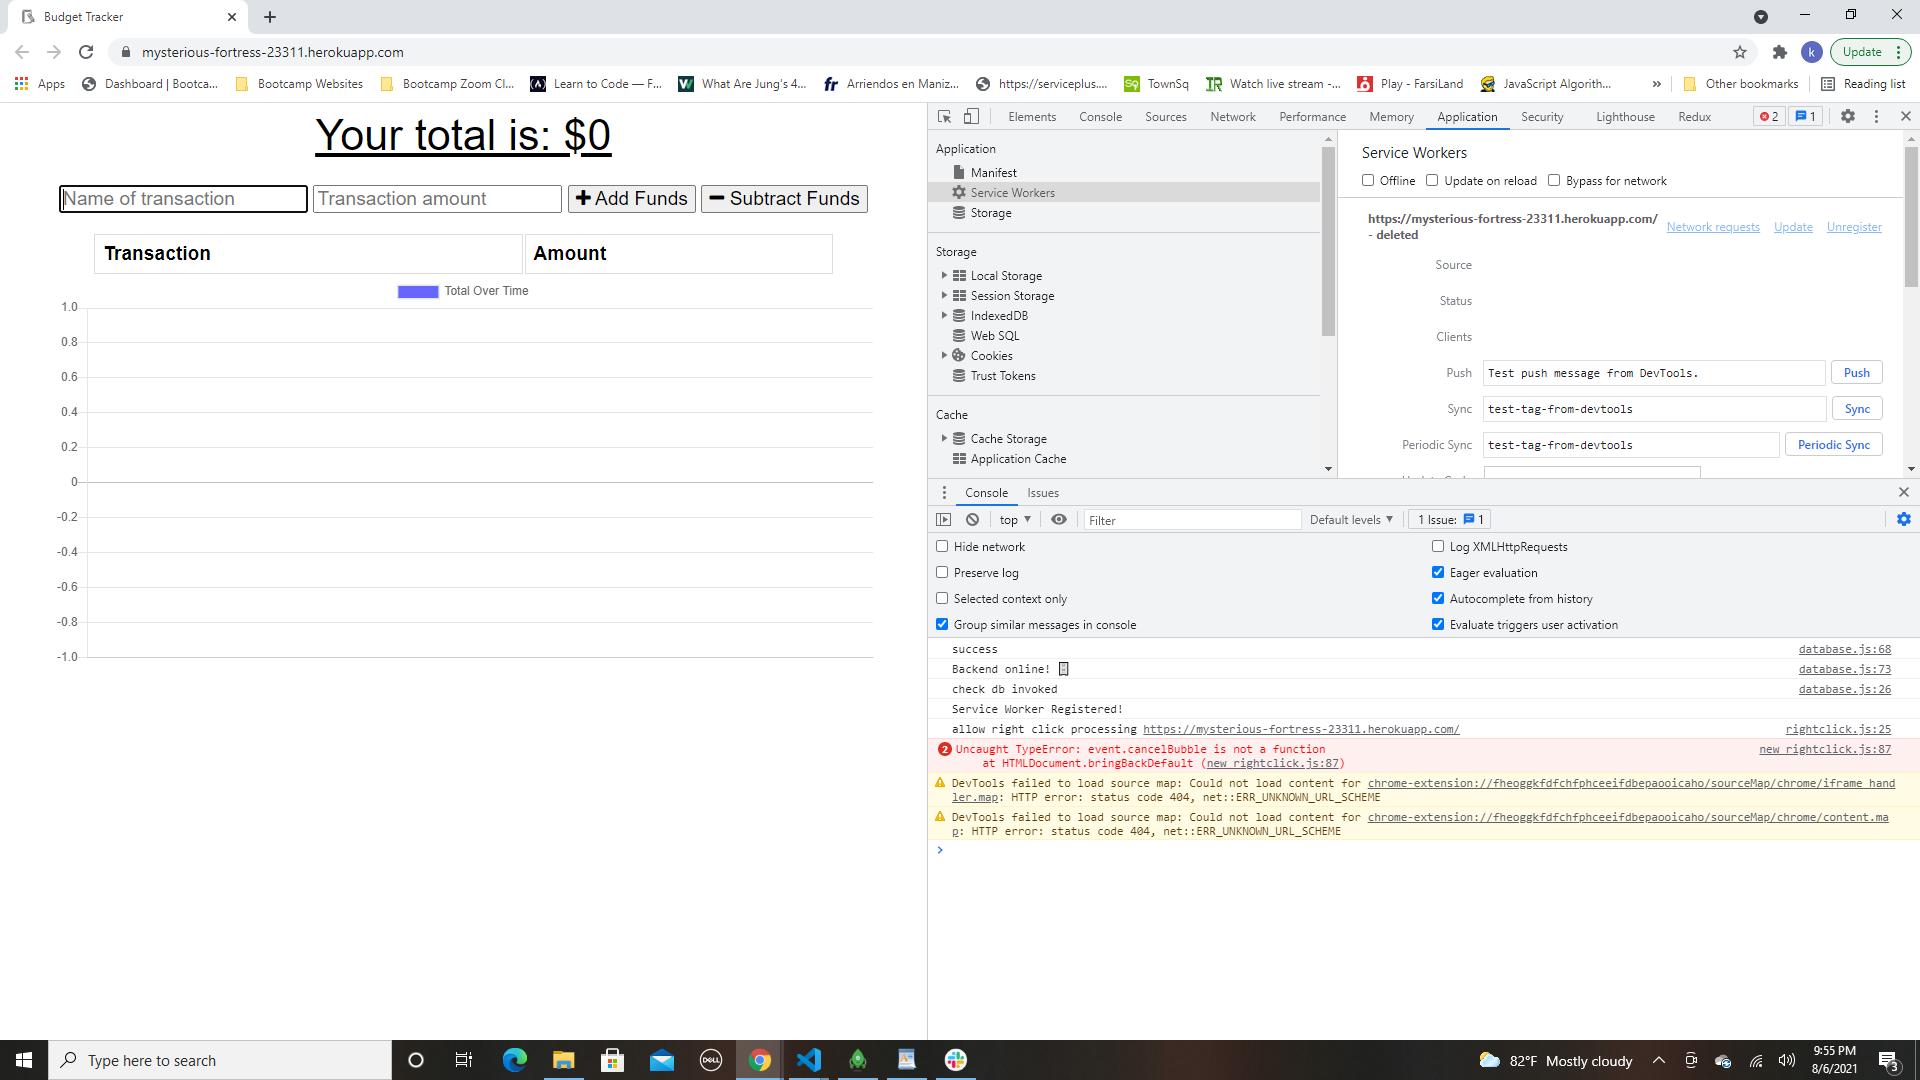 Budget Tracker
mysterious-fortress-23311.herokuapp.com
k
Update
Apps
Dashboard | Bootca...
Bootcamp Websites
Bootcamp Zoom Cl...
Learn to Code — F...
What Are Jung's 4...
fr
Arriendos en Maniz...
https://serviceplus....
TownSq
Watch live stream -...
Play - FarsiLand
JavaScript Algorith...
»
Other bookmarks
Reading list
Your total is: $0
Name of transaction
Transaction amount
Add Funds
Subtract Funds
Transaction
Amount
Total Over Time
1.0
0.8
0.6
0.4
0.2
0
-0.2
-0.4
-0.6
-0.8
-1.0
Elements
Console
Sources
Network
Performance
Memory
Application
Security
Lighthouse
Redux
2
1
Application
Manifest
Service Workers
Storage
Storage
Local Storage
Session Storage
IndexedDB
Web SQL
Cookies
Trust Tokens
Cache
Cache Storage
Application Cache
Service Workers
Offline
Update on reload
Bypass for network
https://mysterious-fortress-23311.herokuapp.com/
- deleted
Network requests
Update
Unregister
Source
Status
Clients
Push
Test push message from DevTools.
Push
Sync
test-tag-from-devtools
Sync
Periodic Sync
test-tag-from-devtools
Periodic Sync
Console
Issues
top
Filter
Default levels
1 Issue:
1
Hide network
Log XMLHttpRequests
Preserve log
Eager evaluation
Selected context only
Autocomplete from history
Group similar messages in console
Evaluate triggers user activation
success
database.js:68
Backend online!
database.js:73
check db invoked
database.js:26
Service Worker Registered!
allow right click processing https://mysterious-fortress-23311.herokuapp.com/
rightclick.js:25
2 Uncaught TypeError: event.cancelBubble is not a function
new_rightclick.js:87
at HTMLDocument.bringBackDefault (new_rightclick.js:87)
DevTools failed to load source map: Could not load content for chrome-extension://fheoggkfdfchfphceeifdbepaooicaho/sourceMap/chrome/iframe_hand
ler.map: HTTP error: status code 404, net::ERR_UNKNOWN_URL_SCHEME
DevTools failed to load source map: Could not load content for chrome-extension://fheoggkfdfchfphceeifdbepaooicaho/sourceMap/chrome/content.ma
p: HTTP error: status code 404, net::ERR_UNKNOWN_URL_SCHEME
Type here to search
DELL
82°F Mostly cloudy
9:55 PM
8/6/2021
3